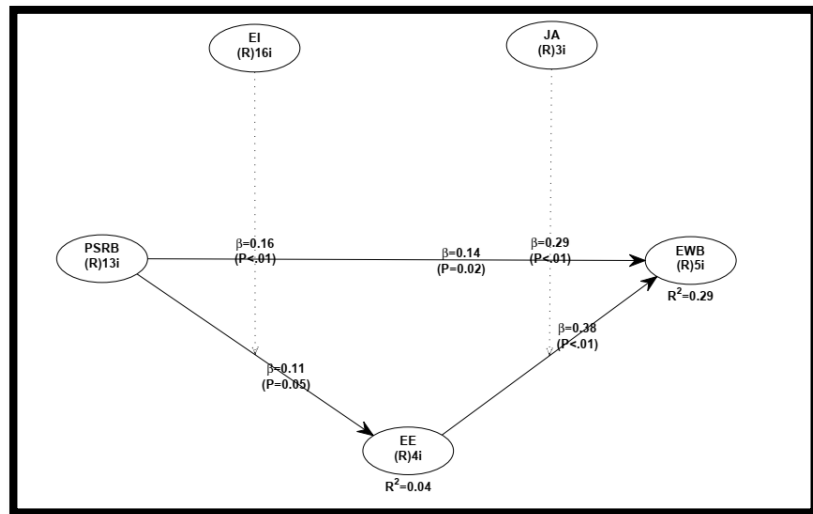 EI
(R)16i
JA
(R)3i
PSRB
(R)13i
β=0.16
(P<.01)
β=0.14
(P=0.02)
β=0.29
(P<.01)
EWB
(R)5i
R²=0.29
β=0.38
(P<.01)
β=0.11
(P=0.05)
EE
(R)4i
R²=0.04